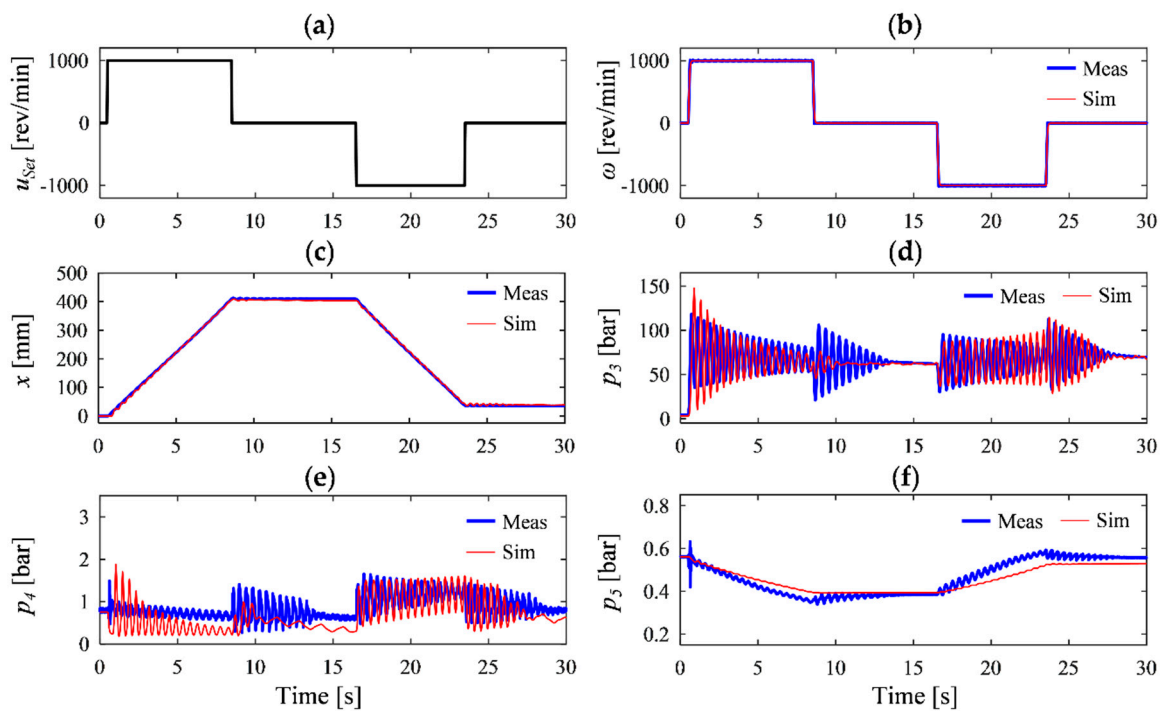 (a)
u_Set [rev/min]
1000
0
-1000
0 5 10 15 20 25 30
(b)
ω [rev/min]
1000
0
-1000
Meas
Sim
0 5 10 15 20 25 30
(c)
x [mm]
500
400
300
200
100
0
Meas
Sim
0 5 10 15 20 25 30
(d)
p_3 [bar]
150
100
50
0
Meas Sim
0 5 10 15 20 25 30
(e)
p_4 [bar]
3
2
1
0
Meas
Sim
0 5 10 15 20 25 30
Time [s]
(f)
p_5 [bar]
0.8
0.6
0.4
0.2
Meas Sim
0 5 10 15 20 25 30
Time [s]